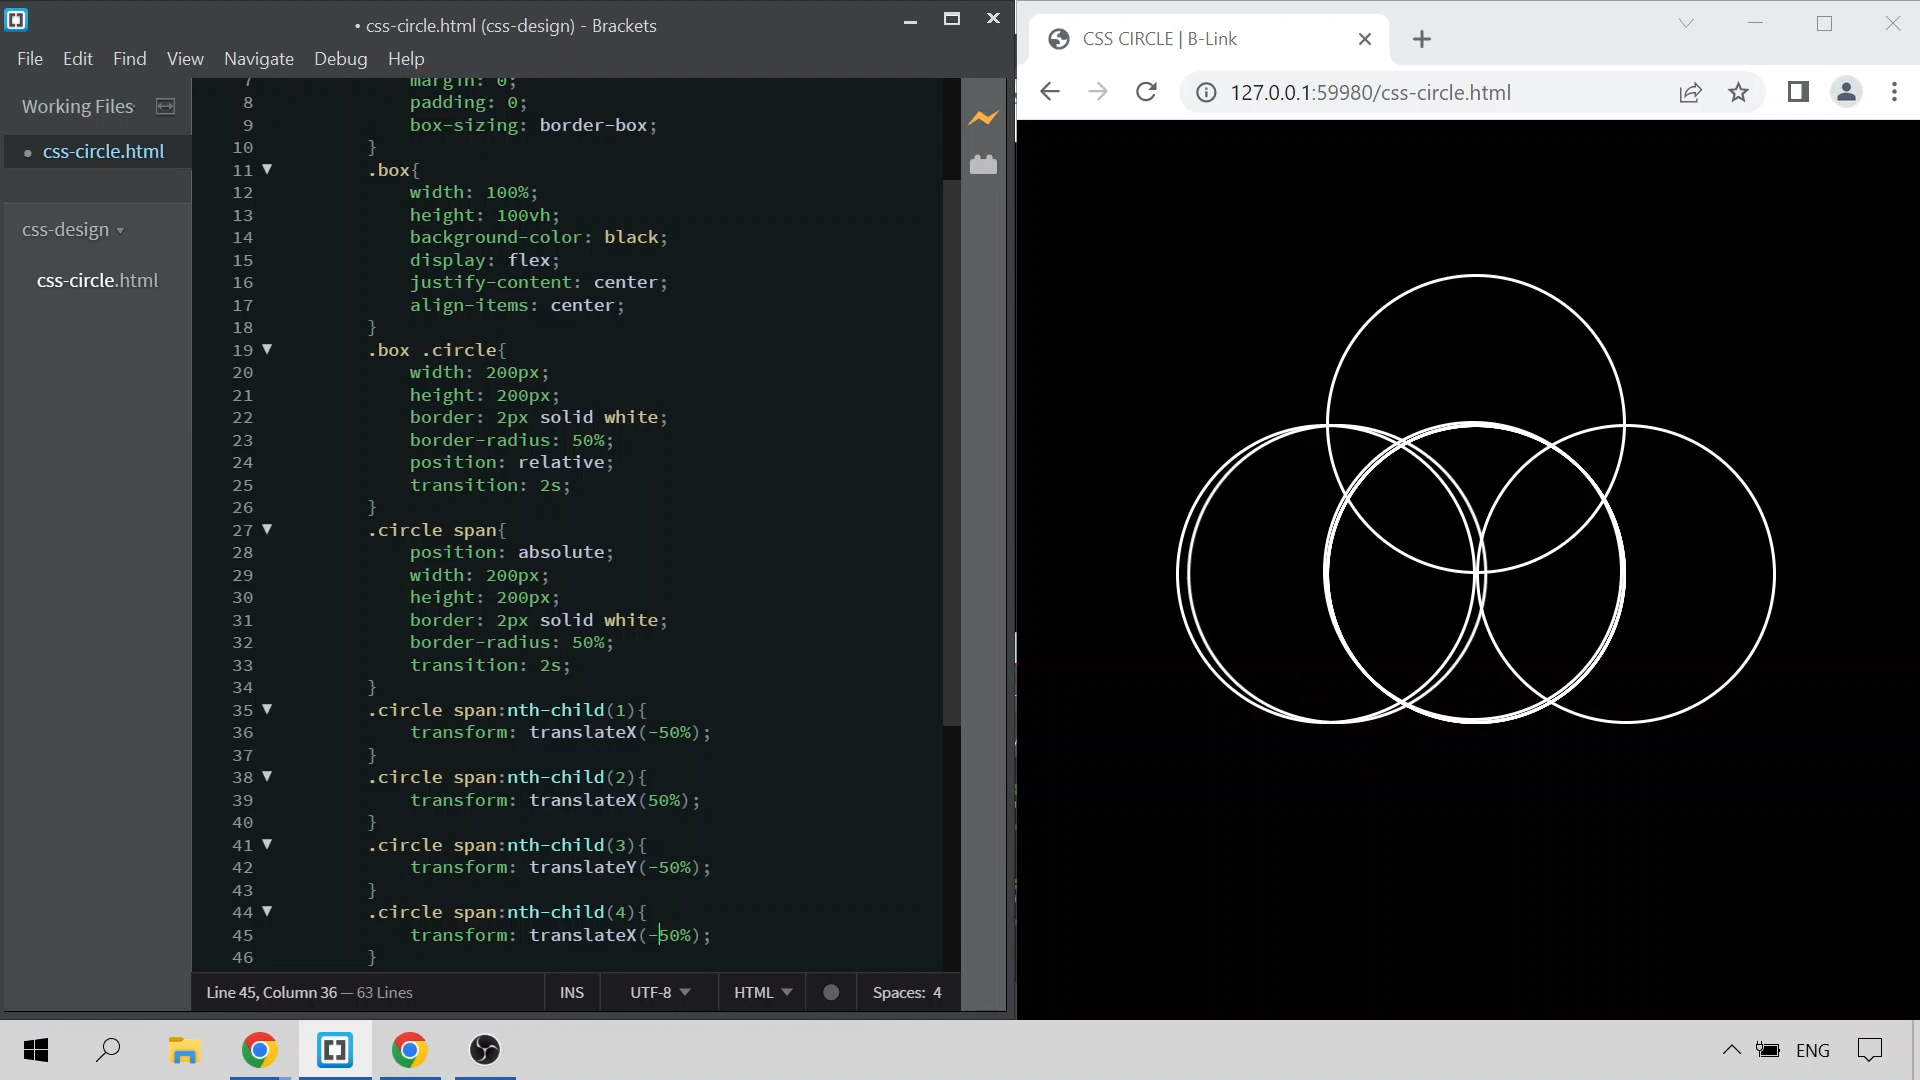 • css-circle.html (css-design) - Brackets
File Edit Find View Navigate Debug Help
Working Files
• css-circle.html
css-design
css-circle.html
7 margin: 0;
8 padding: 0;
9 box-sizing: border-box;
10 }
11 .box{
12 width: 100%;
13 height: 100vh;
14 background-color: black;
15 display: flex;
16 justify-content: center;
17 align-items: center;
18 }
19 .box .circle{
20 width: 200px;
21 height: 200px;
22 border: 2px solid white;
23 border-radius: 50%;
24 position: relative;
25 transition: 2s;
26 }
27 .circle span{
28 position: absolute;
29 width: 200px;
30 height: 200px;
31 border: 2px solid white;
32 border-radius: 50%;
33 transition: 2s;
34 }
35 .circle span:nth-child(1){
36 transform: translateX(-50%);
37 }
38 .circle span:nth-child(2){
39 transform: translateX(50%);
40 }
41 .circle span:nth-child(3){
42 transform: translateY(-50%);
43 }
44 .circle span:nth-child(4){
45 transform: translateX(-50%);
46 }
Line 45, Column 36 — 63 Lines
INS UTF-8 HTML Spaces: 4
CSS CIRCLE | B-Link
127.0.0.1:59980/css-circle.html
ENG